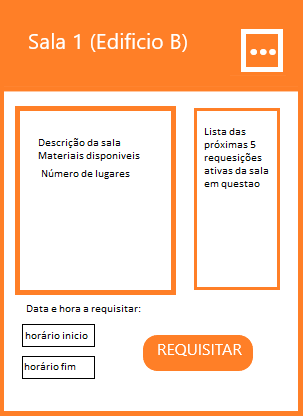 Sala 1 (Edificio B)
Descrição da sala
Materiais disponiveis
Número de lugares
Lista das
próximas 5
requesições
ativas da sala
em questao
Data e hora a requisitar:
horário inicio
horário fim
REQUISITAR